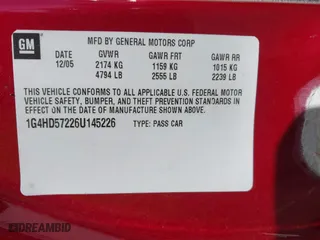 GM
MFD BY GENERAL MOTORS CORP
DATE GVWR GAWR FRT GAWR RR
12/05 2174 KG 1159 KG 1015 KG
4794 LB 2555 LB 2239 LB
THIS VEHICLE CONFORMS TO ALL APPLICABLE U.S. FEDERAL MOTOR
VEHICLE SAFETY, BUMPER, AND THEFT PREVENTION STANDARDS
IN EFFECT ON THE DATE OF MANUFACTURE SHOWN ABOVE.
1G4HD57226U145226 TYPE: PASS CAR
DREAMBID